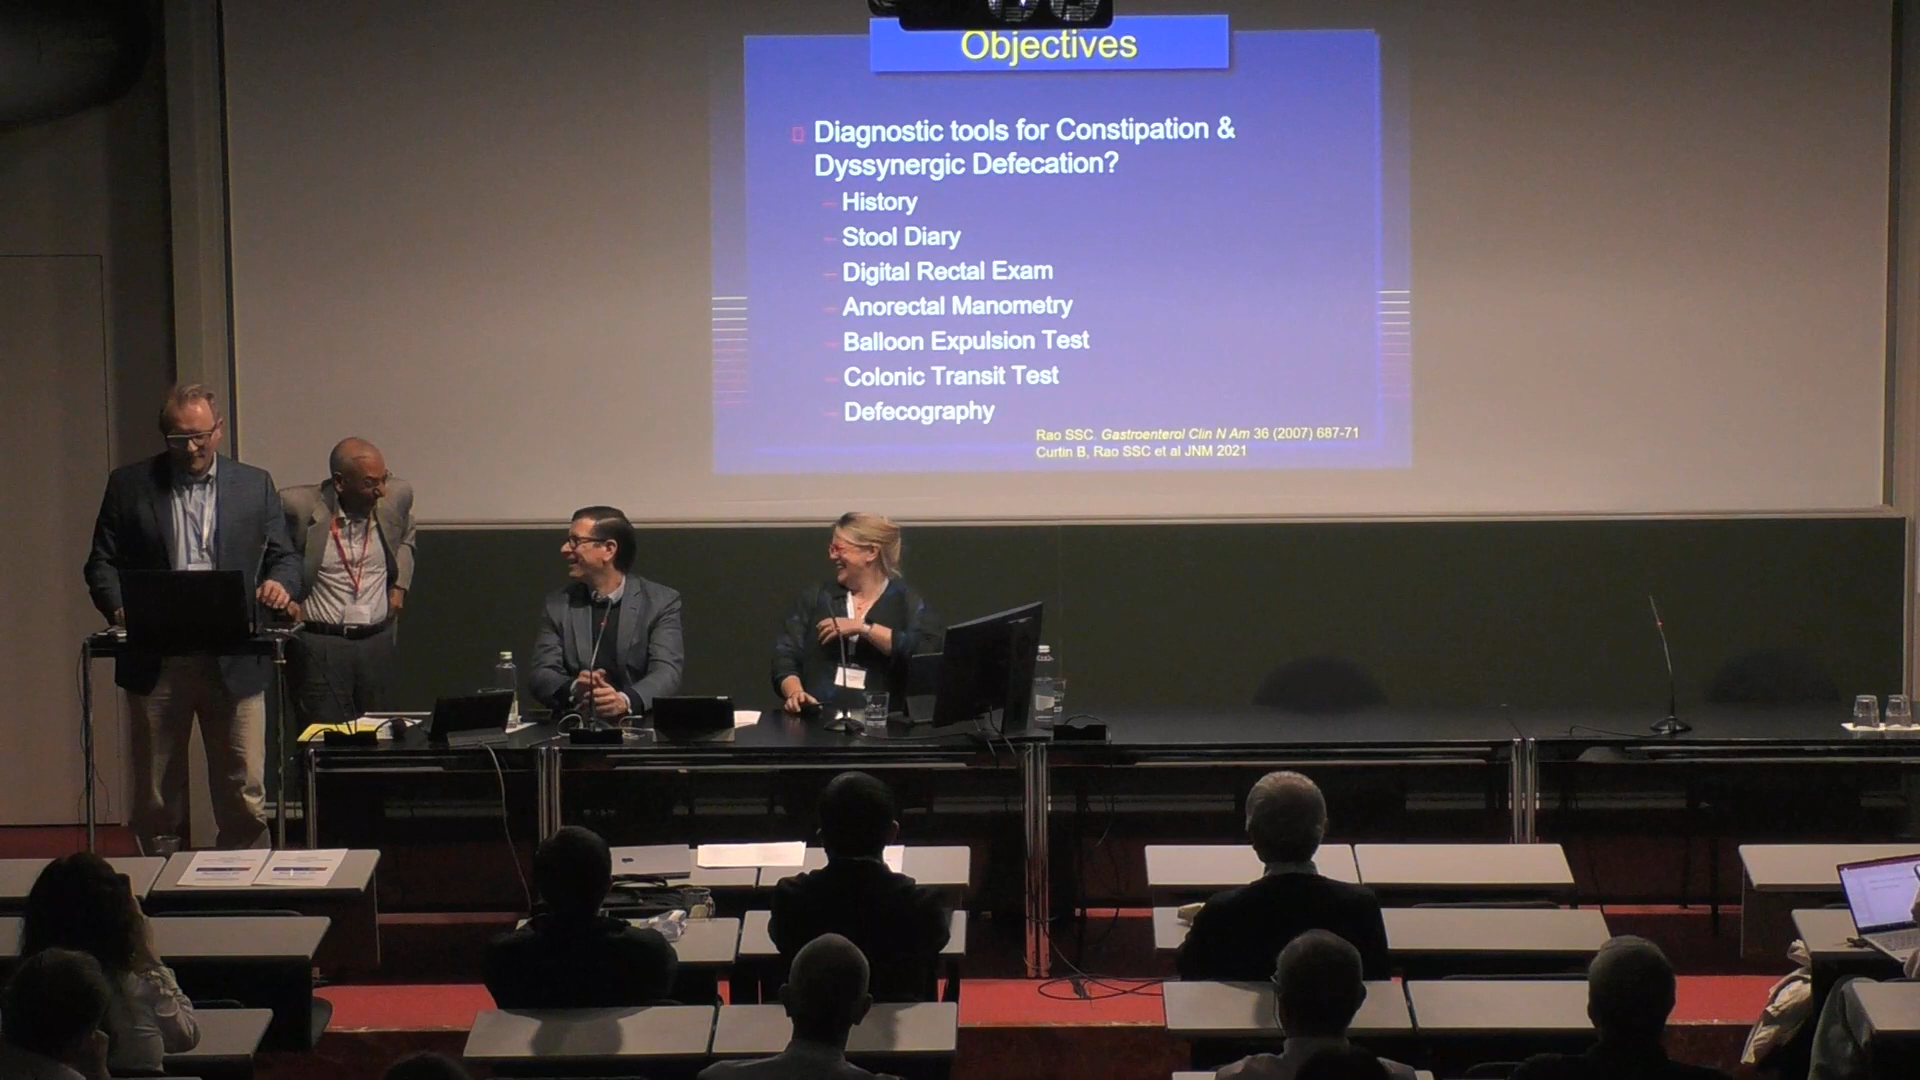 Objectives
Diagnostic tools for Constipation &
Dyssynergic Defecation?
– History
– Stool Diary
– Digital Rectal Exam
– Anorectal Manometry
– Balloon Expulsion Test
– Colonic Transit Test
– Defecography
Rao SSC. Gastroenterol Clin N Am 36 (2007) 687-71
Curtin B, Rao SSC et al JNM 2021